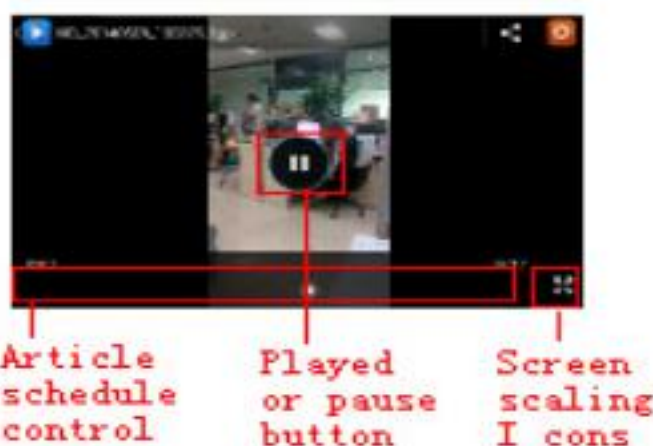 Article
schedule
control
Played
or pause
button
Screen
scaling
I cons